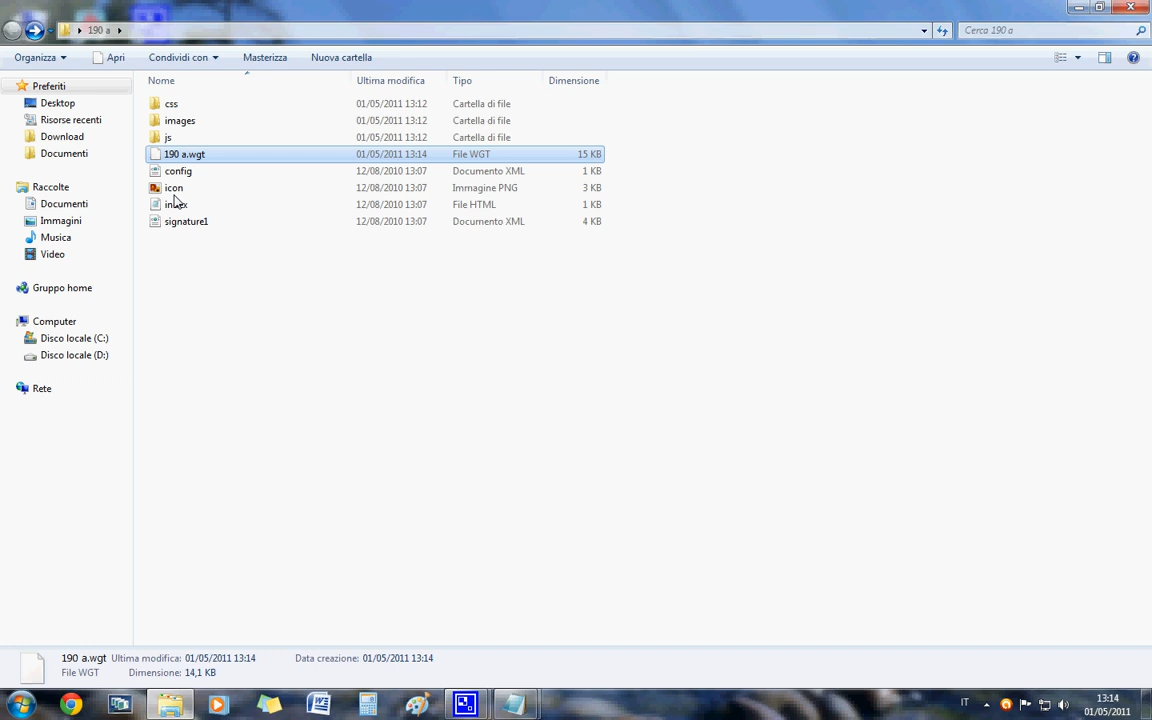 190 a
Cerca 190 a
Organizza Apri Condividi con Masterizza Nuova cartella
Nome Ultima modifica Tipo Dimensione
Preferiti
Desktop
Risorse recenti
Download
Documenti
Raccolte
Documenti
Immagini
Musica
Video
Gruppo home
Computer
Disco locale (C:)
Disco locale (D:)
Rete
css 01/05/2011 13:12 Cartella di file
images 01/05/2011 13:12 Cartella di file
js 01/05/2011 13:12 Cartella di file
190 a.wgt 01/05/2011 13:14 File WGT 15 KB
config 12/08/2010 13:07 Documento XML 1 KB
icon 12/08/2010 13:07 Immagine PNG 3 KB
12/08/2010 13:07 File HTML 1 KB
signature1 12/08/2010 13:07 Documento XML 4 KB
190 a.wgt Ultima modifica: 01/05/2011 13:14 Data creazione: 01/05/2011 13:14
File WGT Dimensione: 14,1 KB
IT
13:14
01/05/2011